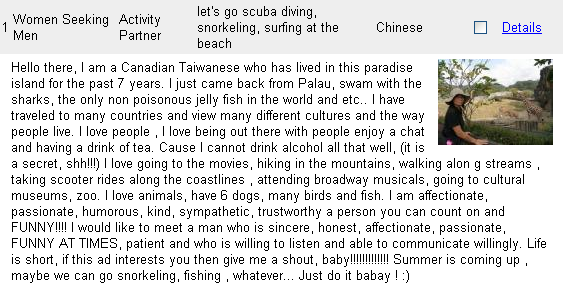 1 Women Seeking Men Activity Partner let's go scuba diving, snorkeling, surfing at the beach Chinese Details
Hello there, I am a Canadian Taiwanese who has lived in this paradise
island for the past 7 years. I just came back from Palau, swam with the
sharks, the only non poisonous jelly fish in the world and etc.. I have
traveled to many countries and view many different cultures and the way
people live. I love people , I love being out there with people enjoy a chat
and having a drink of tea. Cause I cannot drink alcohol all that well, (it is
a secret, shh!!!) I love going to the movies, hiking in the mountains, walking alon g streams ,
taking scooter rides along the coastlines , attending broadway musicals, going to cultural
museums, zoo. I love animals, have 6 dogs, many birds and fish. I am affectionate,
passionate, humorous, kind, sympathetic, trustworthy a person you can count on and
FUNNY!!!! I would like to meet a man who is sincere, honest, affectionate, passionate,
FUNNY AT TIMES, patient and who is willing to listen and able to communicate willingly. Life
is short, if this ad interests you then give me a shout, baby!!!!!!!!!!!!! Summer is coming up ,
maybe we can go snorkeling, fishing , whatever... Just do it babay ! :)